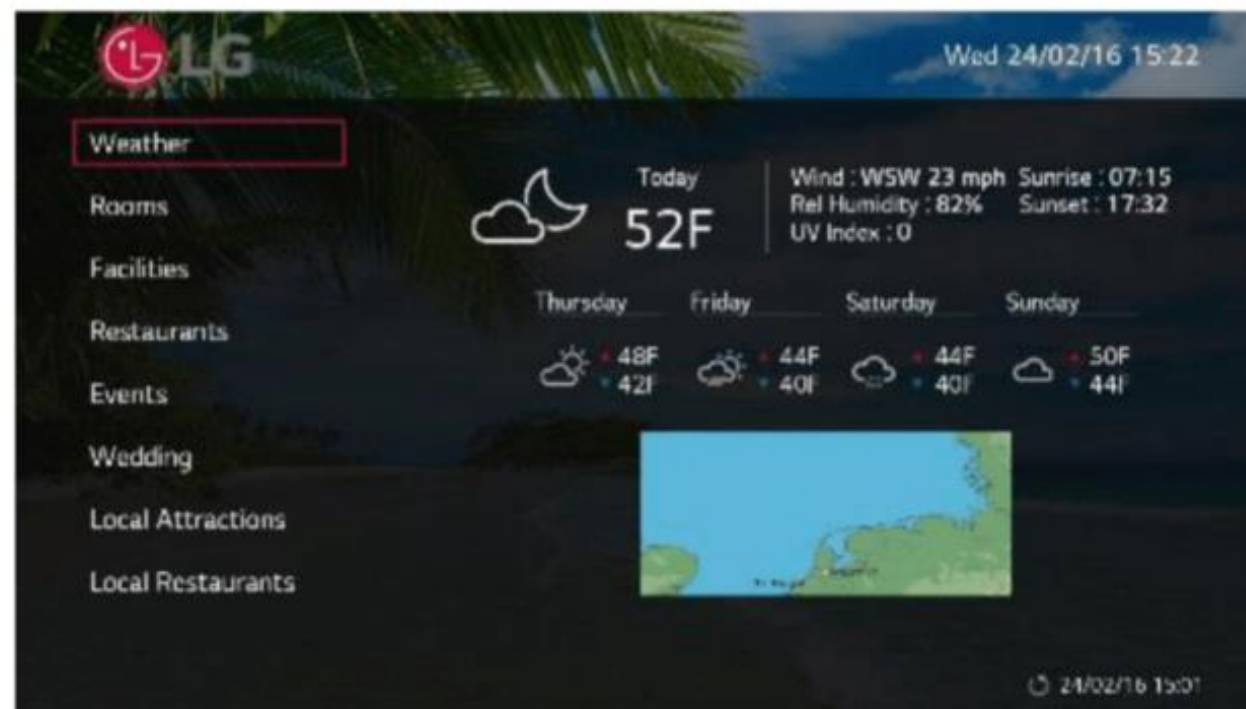 LG
Wed 24/02/16 15:22
Weather
Rooms
Facilities
Restaurants
Events
Wedding
Local Attractions
Local Restaurants
Today
52F
Wind : WSW 23 mph Sunrise : 07:15
Rel Humidity : 82% Sunset : 17:32
UV Index : 0
Thursday Friday Saturday Sunday
48F 44F 44F 50F
42F 40F 40F 44F
24/02/16 15:01